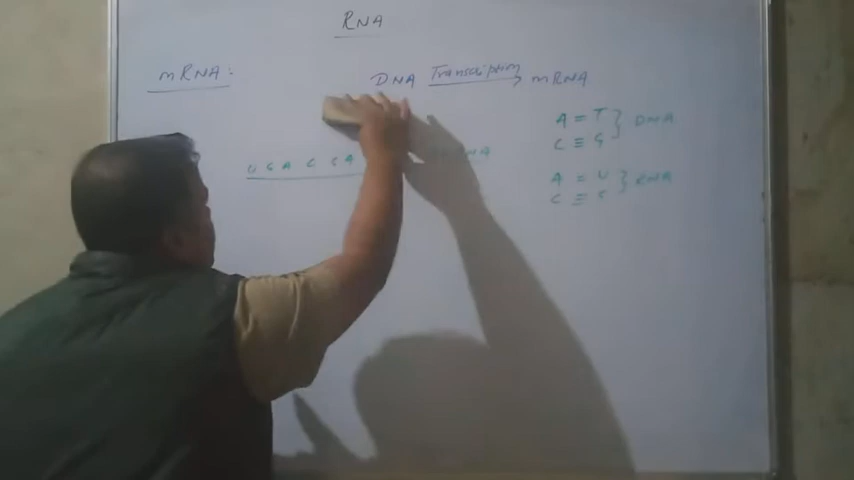 RNA
mRNA:
DNA Transcription mRNA
A = T } DNA
C ≡ G
U G A C G A
A = U } RNA
C ≡ G